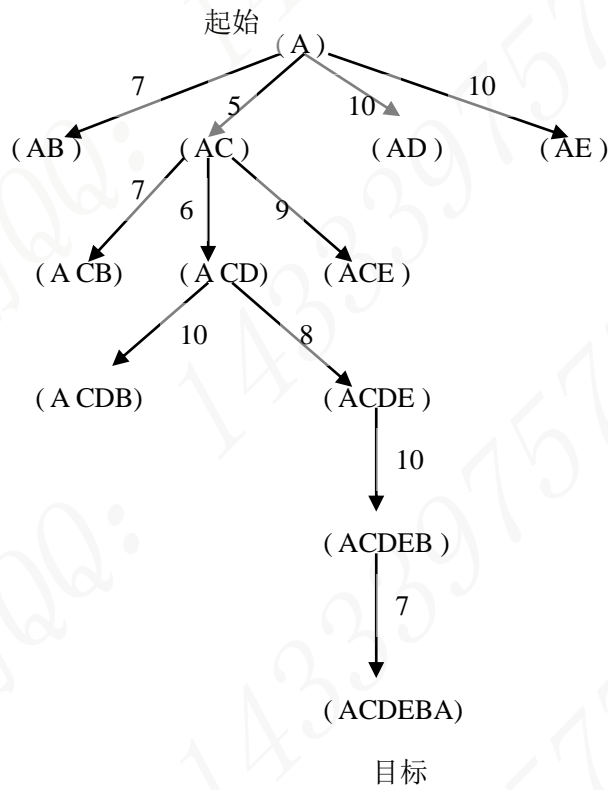 起始
( A )
7 5 10 10
( AB ) ( AC ) ( AD ) ( AE )
7 6 9
( A CB) ( A CD) ( ACE )
10 8
( A CDB) ( ACDE )
10
( ACDEB )
7
( ACDEBA)
目标